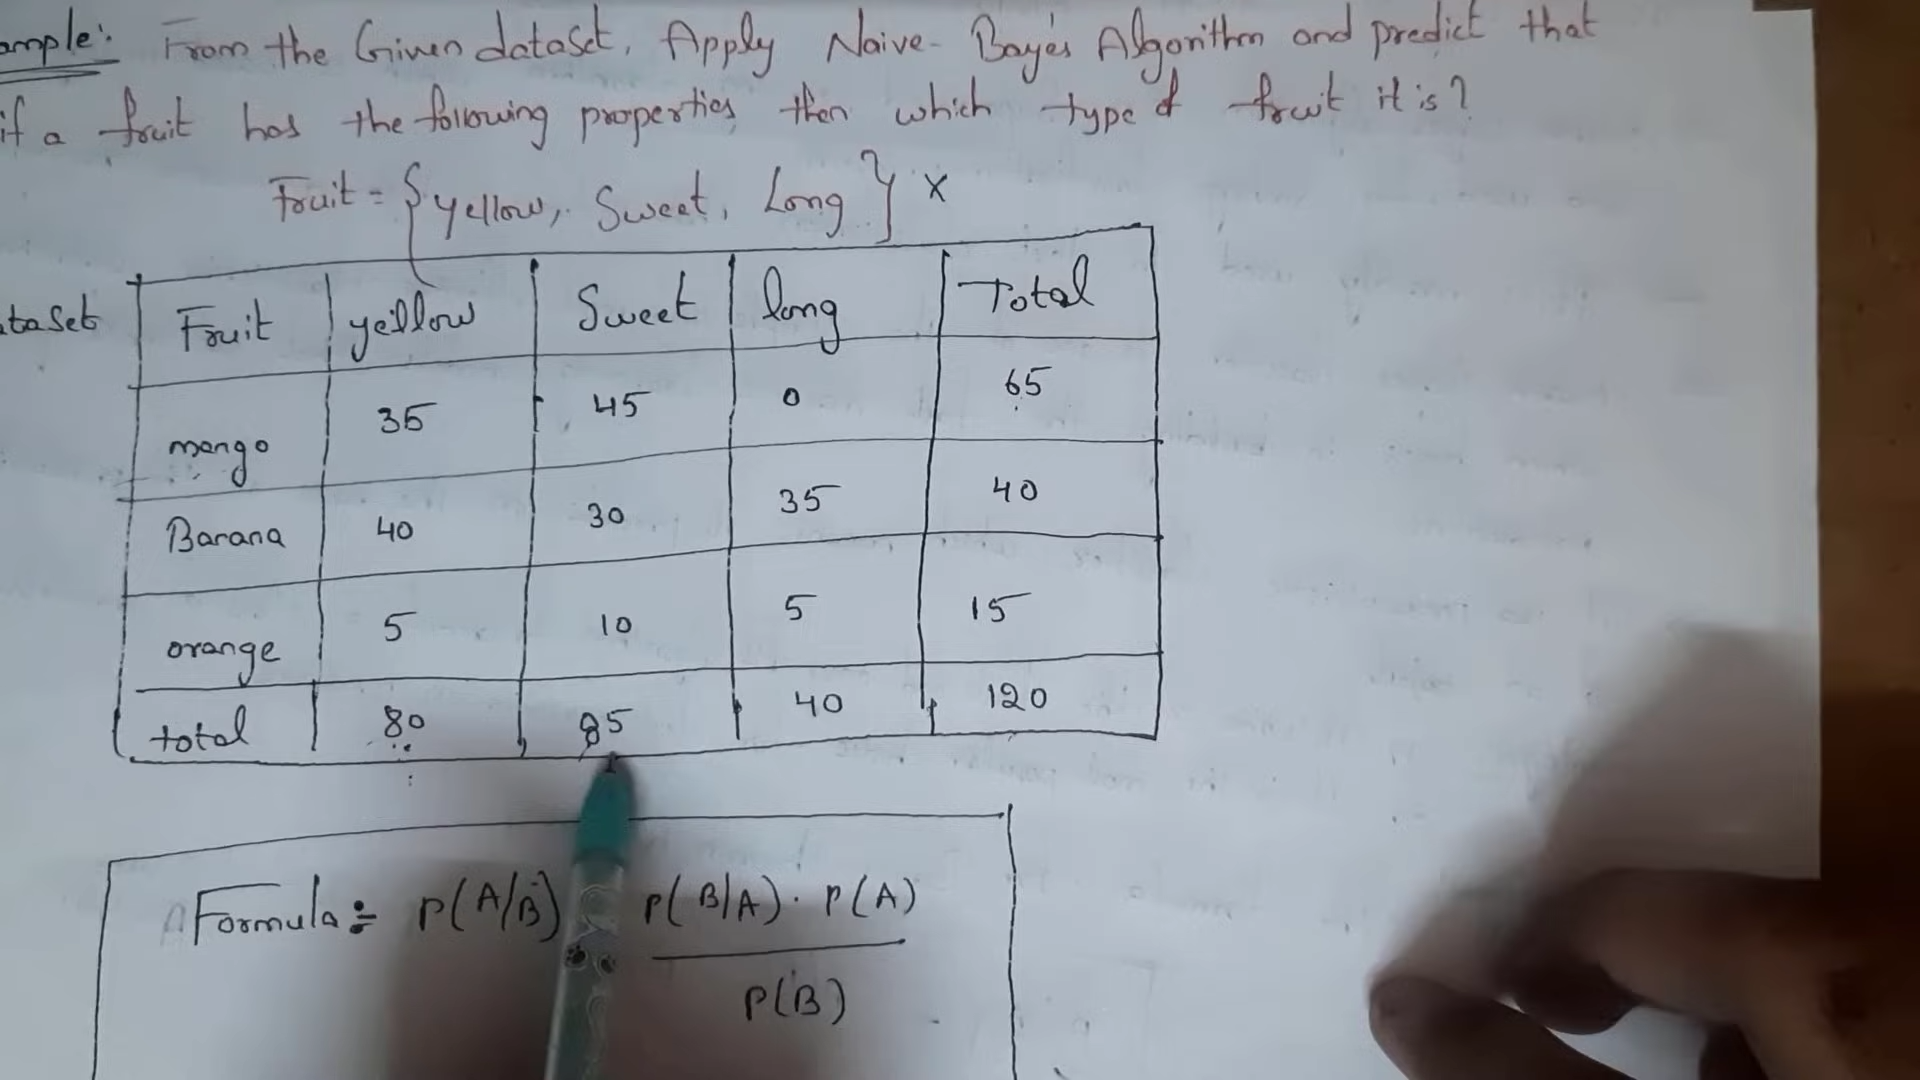 ample:
From the Given dataset, Apply Naive-Bayes Algorithm and predict that
if a fruit has the following properties then which type of fruit it is?
Fruit = {yellow, Sweet, Long} x
taset
Fruit yellow Sweet long Total
mango 35 45 0 65
Banana 40 30 35 40
orange 5 10 5 15
total 80 85 40 120
Formula: P(A/B) P(B/A) . P(A)
P(B)